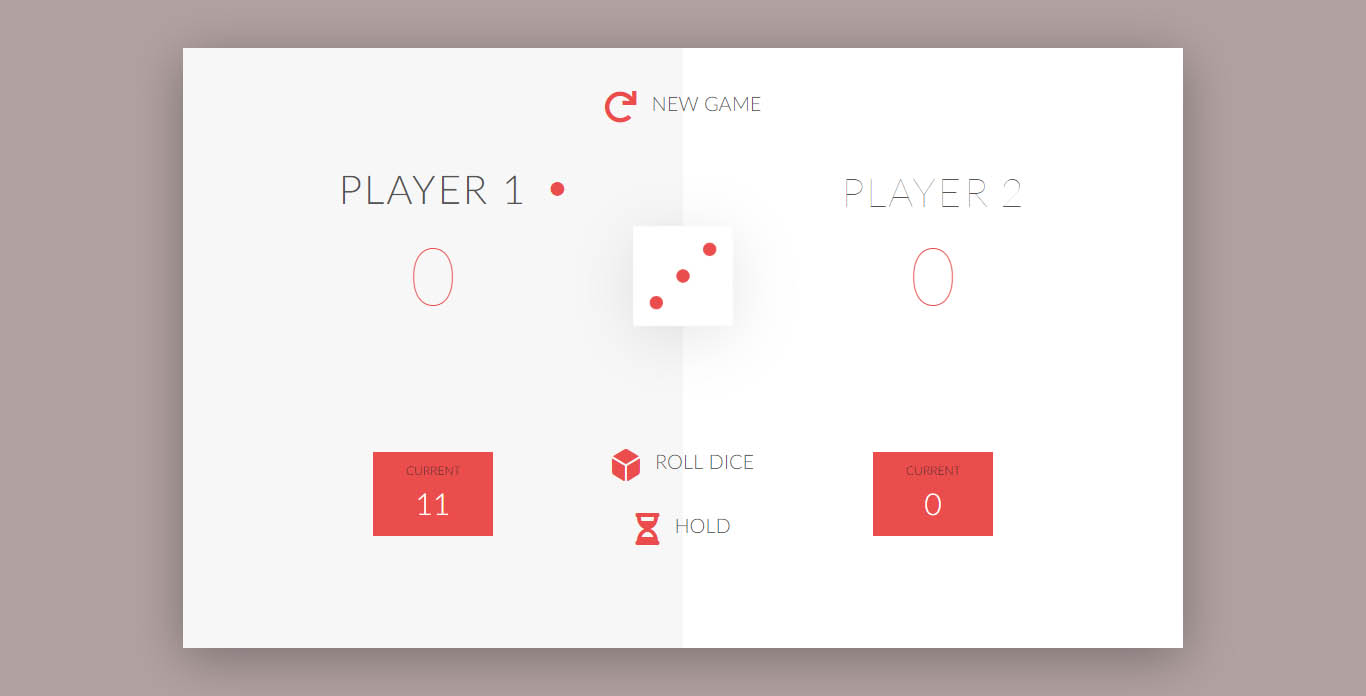 NEW GAME
PLAYER 1
0
PLAYER 2
0
CURRENT
11
ROLL DICE
HOLD
CURRENT
0